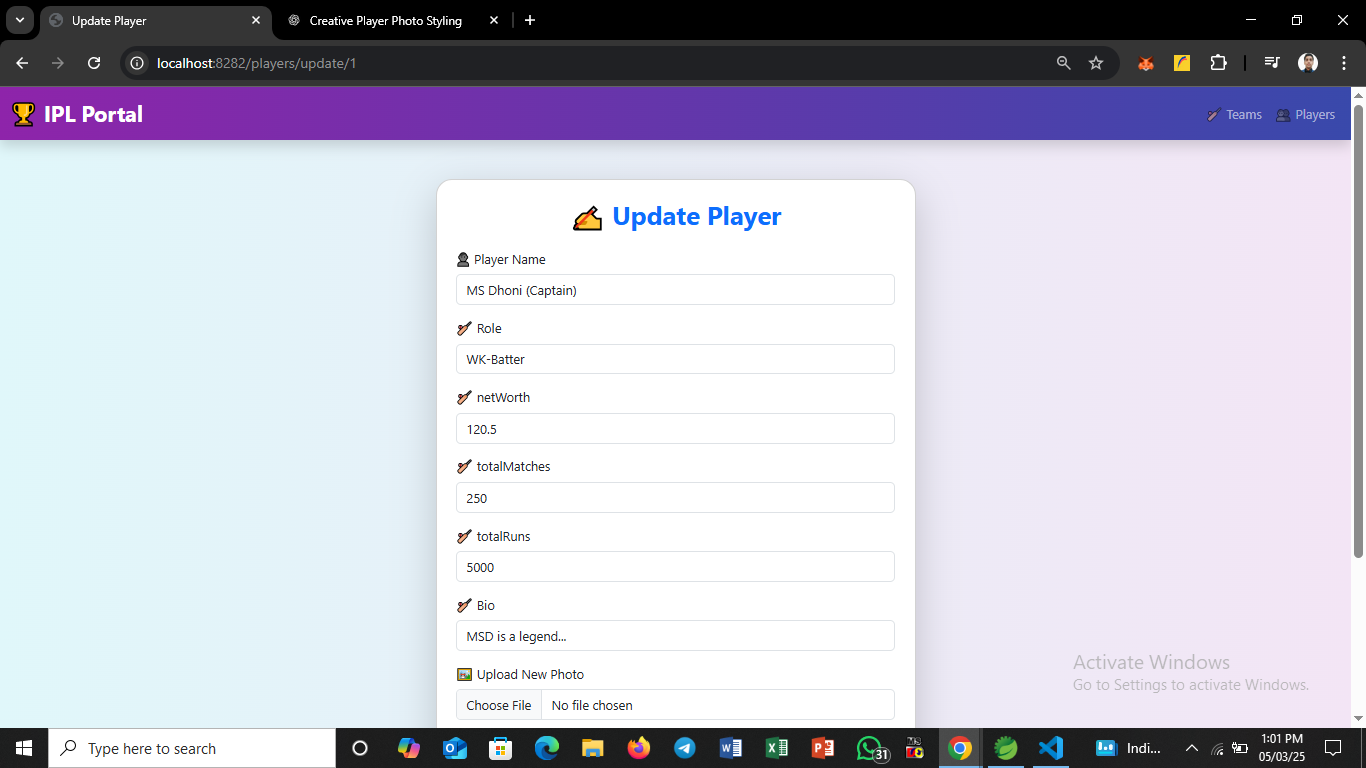 Update Player
Creative Player Photo Styling
localhost:8282/players/update/1
IPL Portal
Teams
Players
Update Player
Player Name
MS Dhoni (Captain)
Role
WK-Batter
netWorth
120.5
totalMatches
250
totalRuns
5000
Bio
MSD is a legend...
Upload New Photo
Choose File No file chosen
Activate Windows
Go to Settings to activate Windows.
Type here to search
31
Indi...
1:01 PM
05/03/25